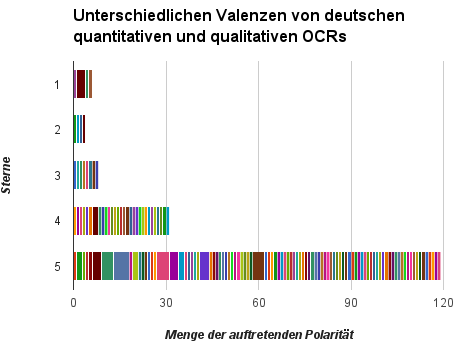 Unterschiedlichen Valenzen von deutschen
quantitativen und qualitativen OCRs
Sterne
1
2
3
4
5
0 30 60 90 120
Menge der auftretenden Polarität